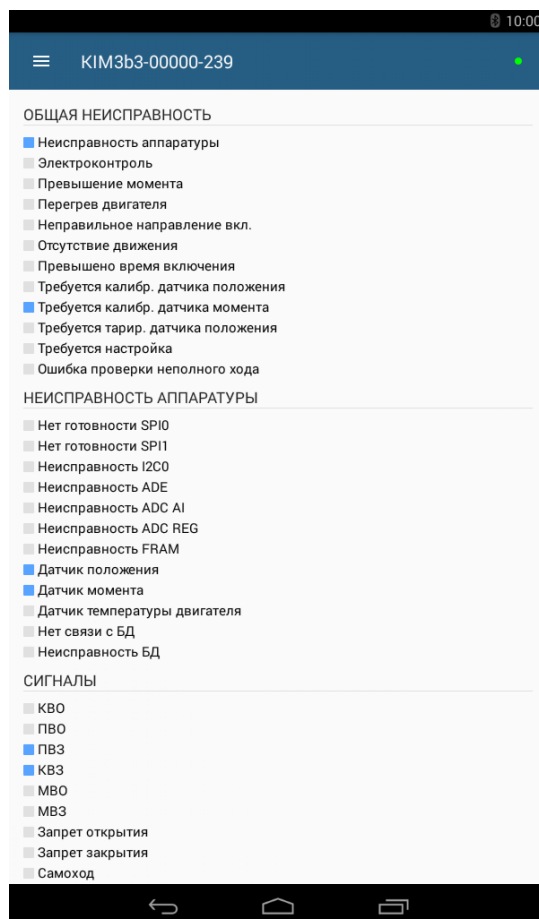 10:00
KIM3b3-00000-239
ОБЩАЯ НЕИСПРАВНОСТЬ
Неисправность аппаратуры
Электроконтроль
Превышение момента
Перегрев двигателя
Неправильное направление вкл.
Отсутствие движения
Превышено время включения
Требуется калибр. датчика положения
Требуется калибр. датчика момента
Требуется тарир. датчика положения
Требуется настройка
Ошибка проверки неполного хода
НЕИСПРАВНОСТЬ АППАРАТУРЫ
Нет готовности SPI0
Нет готовности SPI1
Неисправность I2C0
Неисправность ADE
Неисправность ADC AI
Неисправность ADC REG
Неисправность FRAM
Датчик положения
Датчик момента
Датчик температуры двигателя
Нет связи с БД
Неисправность БД
СИГНАЛЫ
КВО
ПВО
ПВЗ
КВЗ
МВО
МВЗ
Запрет открытия
Запрет закрытия
Самоход